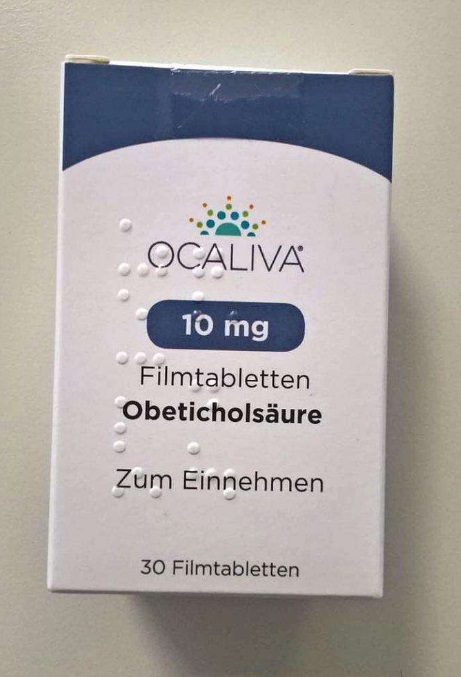 OCALIVA®
10 mg
Filmtabletten
Obeticholsäure
Zum Einnehmen
30 Filmtabletten